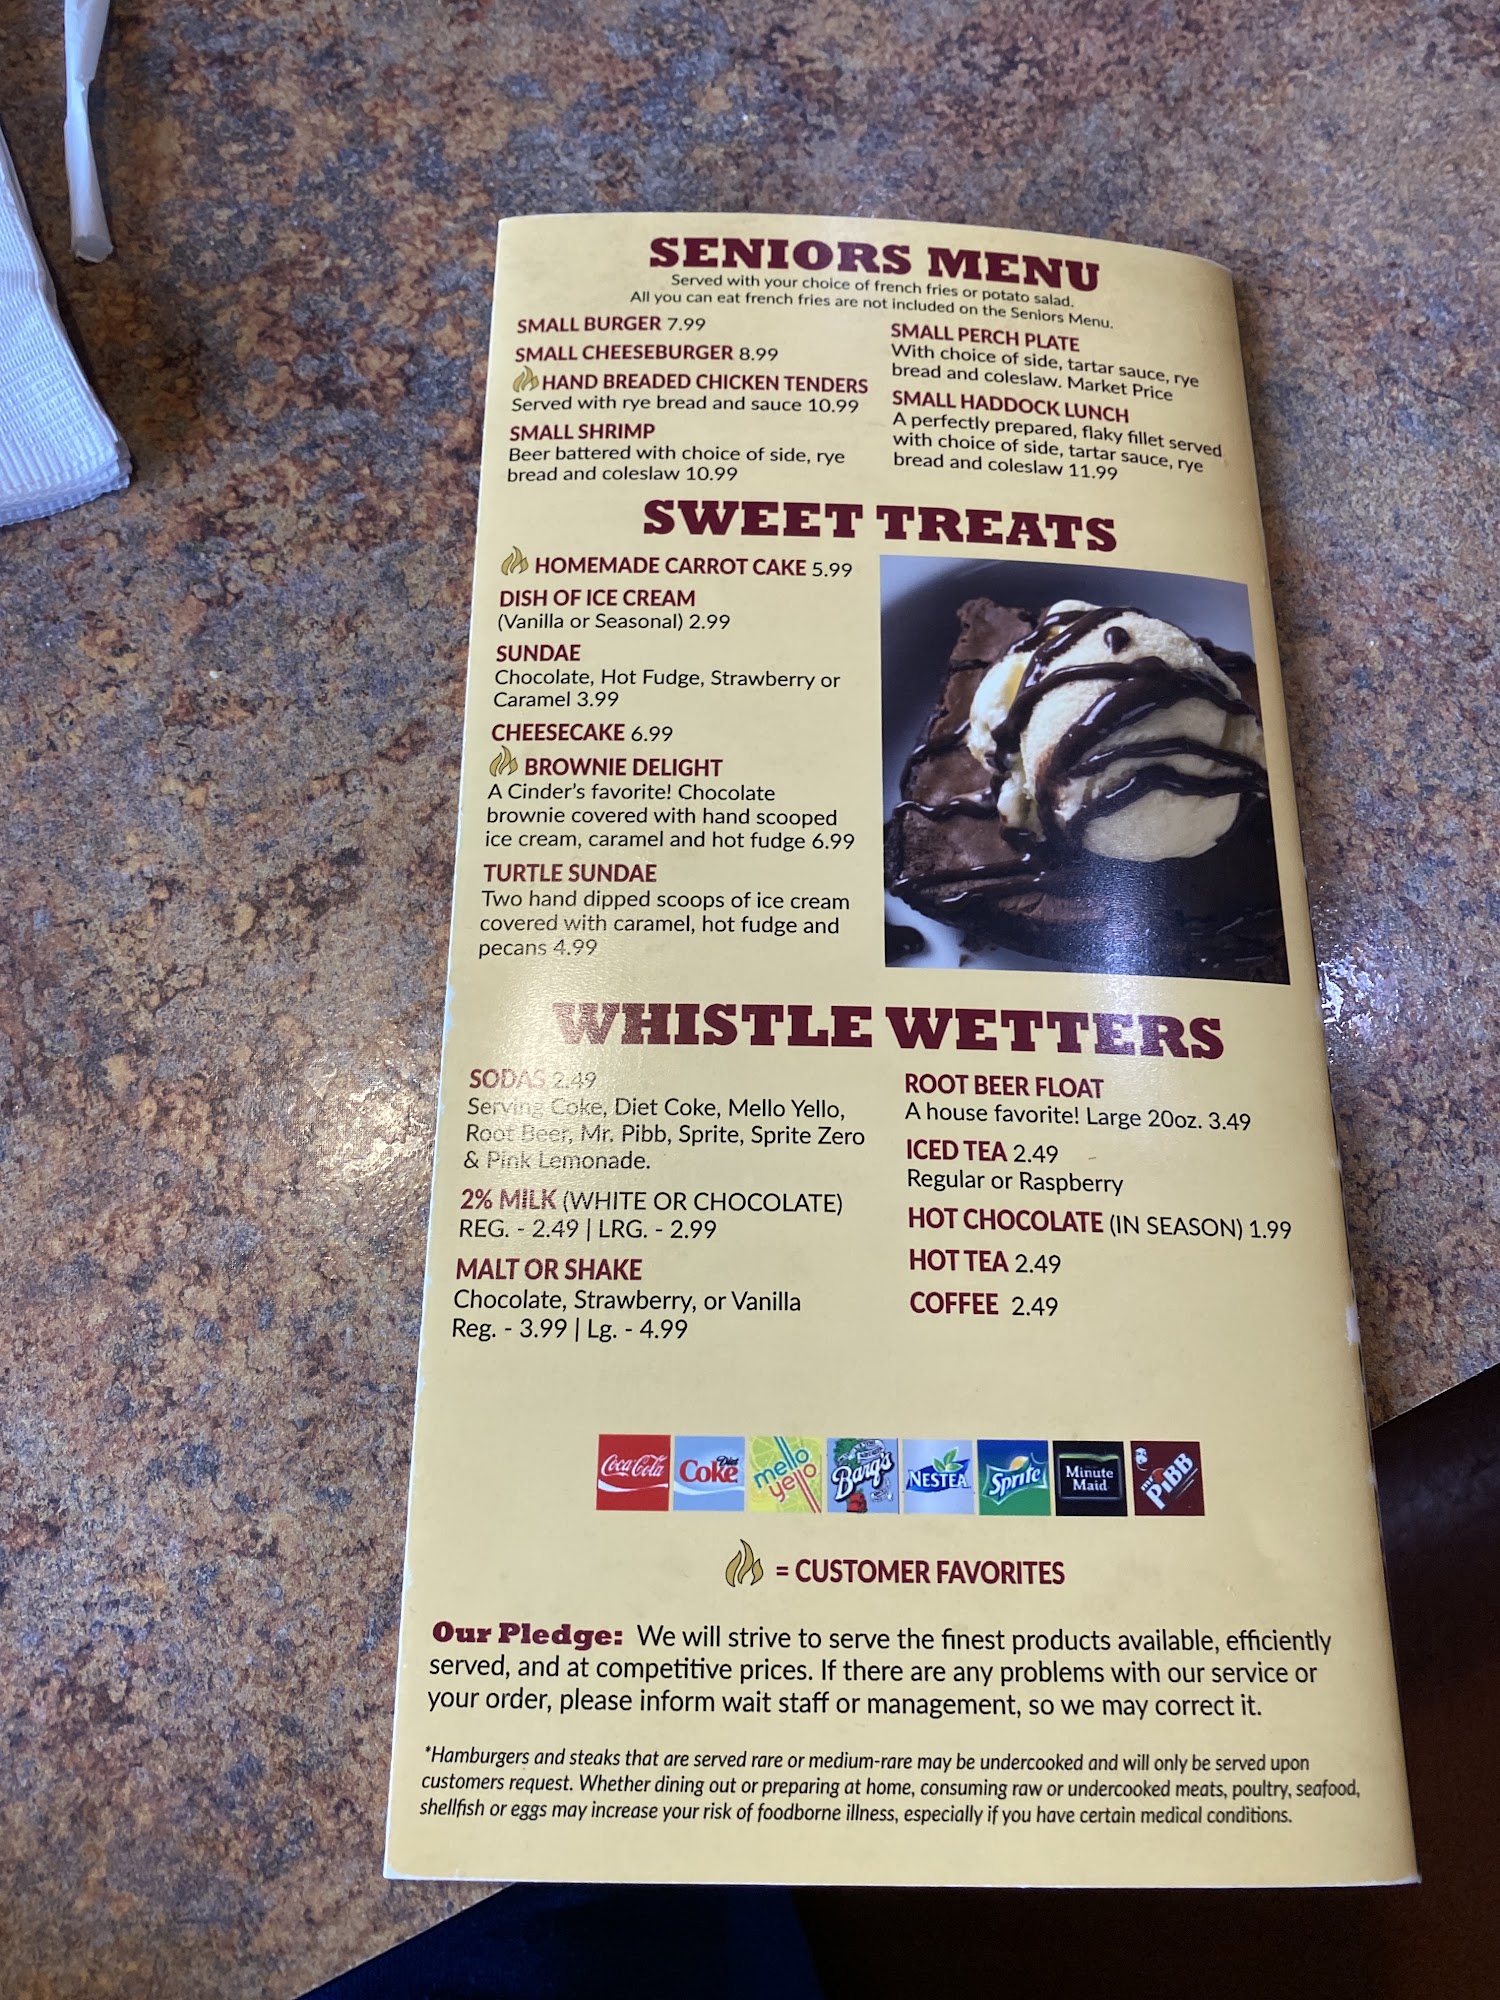 SENIORS MENU
Served with your choice of french fries or potato salad.
All you can eat french fries are not included on the Seniors Menu.
SMALL BURGER 7.99
SMALL CHEESEBURGER 8.99
HAND BREADED CHICKEN TENDERS
Served with rye bread and sauce 10.99
SMALL SHRIMP
Beer battered with choice of side, rye
bread and coleslaw 10.99
SMALL PERCH PLATE
With choice of side, tartar sauce, rye
bread and coleslaw. Market Price
SMALL HADDOCK LUNCH
A perfectly prepared, flaky fillet served
with choice of side, tartar sauce, rye
bread and coleslaw 11.99
SWEET TREATS
HOMEMADE CARROT CAKE 5.99
DISH OF ICE CREAM
(Vanilla or Seasonal) 2.99
SUNDAE
Chocolate, Hot Fudge, Strawberry or
Caramel 3.99
CHEESECAKE 6.99
BROWNIE DELIGHT
A Cinder's favorite! Chocolate
brownie covered with hand scooped
ice cream, caramel and hot fudge 6.99
TURTLE SUNDAE
Two hand dipped scoops of ice cream
covered with caramel, hot fudge and
pecans 4.99
WHISTLE WETTERS
SODAS 2.49
Serving Coke, Diet Coke, Mello Yello,
Root Beer, Mr. Pibb, Sprite, Sprite Zero
& Pink Lemonade.
2% MILK (WHITE OR CHOCOLATE)
REG. - 2.49 | LRG. - 2.99
MALT OR SHAKE
Chocolate, Strawberry, or Vanilla
Reg. - 3.99 | Lg. - 4.99
ROOT BEER FLOAT
A house favorite! Large 20oz. 3.49
ICED TEA 2.49
Regular or Raspberry
HOT CHOCOLATE (IN SEASON) 1.99
HOT TEA 2.49
COFFEE 2.49
Coca-Cola
Diet
Coke
mello
yello
Barq's
NESTEA
Sprite
Minute
Maid
mr
PiBB
= CUSTOMER FAVORITES
Our Pledge: We will strive to serve the finest products available, efficiently
served, and at competitive prices. If there are any problems with our service or
your order, please inform wait staff or management, so we may correct it.
*Hamburgers and steaks that are served rare or medium-rare may be undercooked and will only be served upon
customers request. Whether dining out or preparing at home, consuming raw or undercooked meats, poultry, seafood,
shellfish or eggs may increase your risk of foodborne illness, especially if you have certain medical conditions.